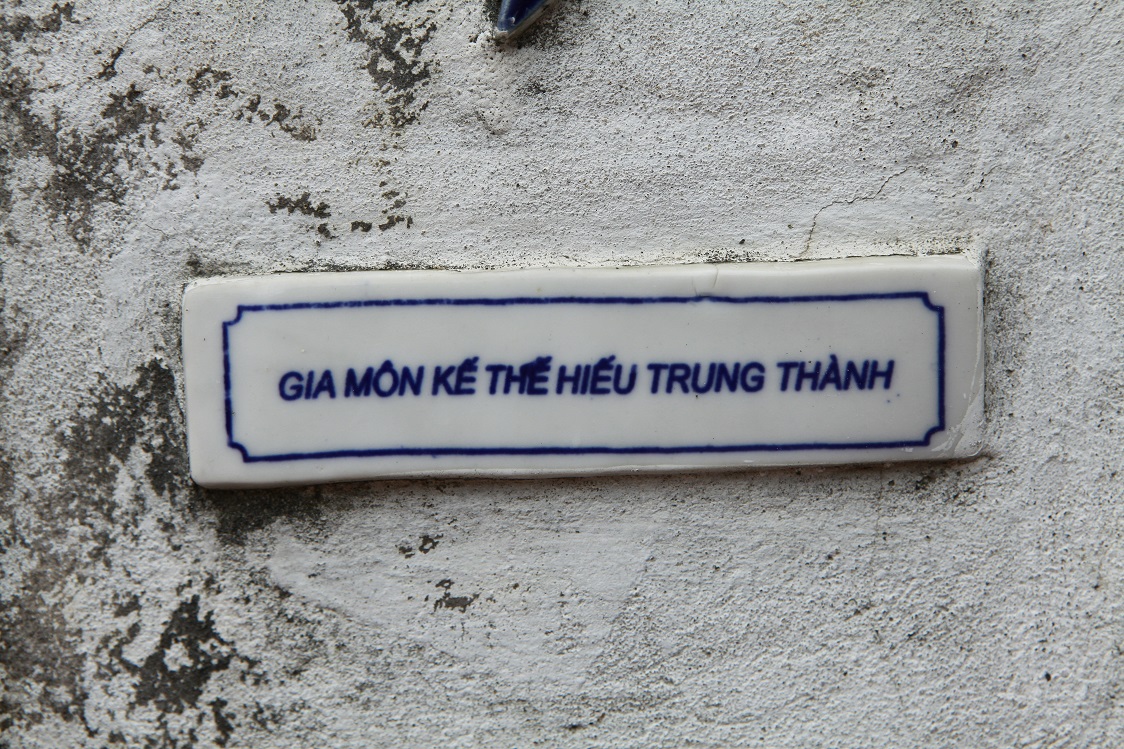 GIA MÔN KẾ THẾ HIẾU TRUNG THÀNH